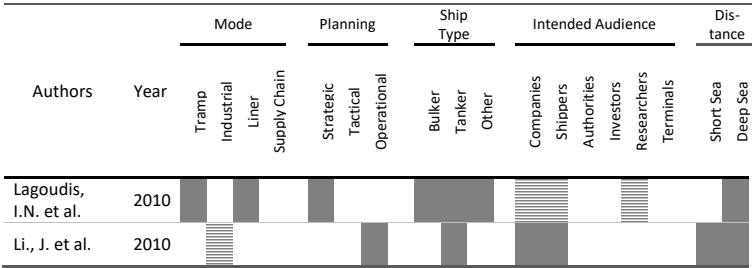 Mode Planning Ship Type Intended Audience Dis-tance
Authors Year Tramp Industrial Liner Supply Chain Strategic Tactical Operational Bulker Tanker Other Companies Shippers Authorities Investors Researchers Terminals Short Sea Deep Sea
Lagoudis,
I.N. et al. 2010
Li., J. et al. 2010